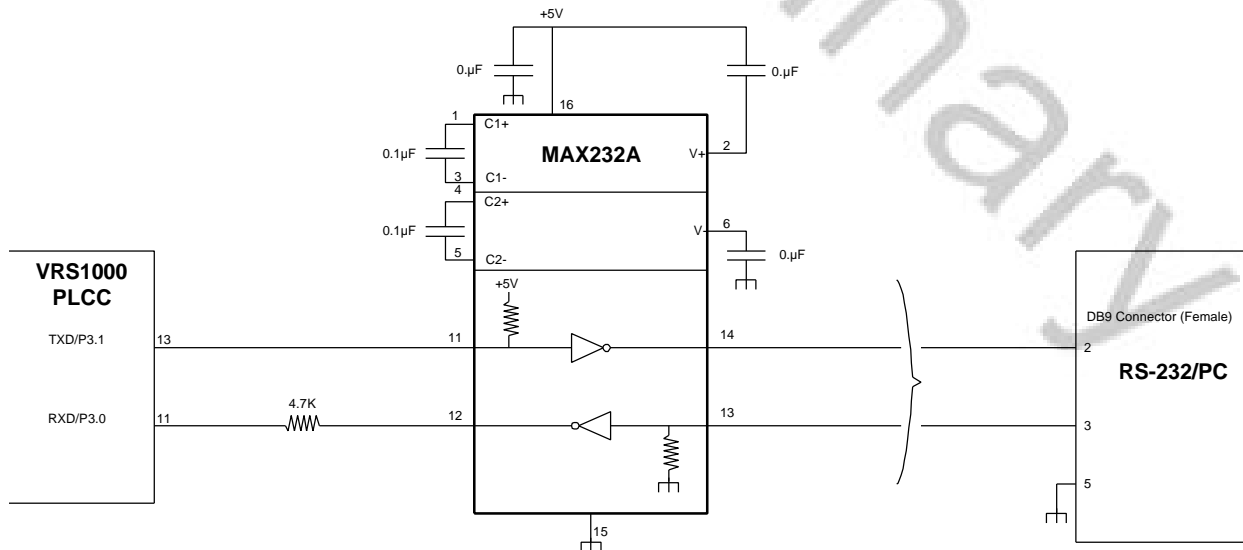 +5V
0.µF
0.µF
16
1
C1+
MAX232A
V+
2
0.1µF
3
C1-
4
C2+
0.1µF
V-
6
5
C2-
0.µF
VRS1000
PLCC
+5V
DB9 Connector (Female)
TXD/P3.1
13
11
14
2
RS-232/PC
4.7K
RXD/P3.0
11
12
13
3
5
15